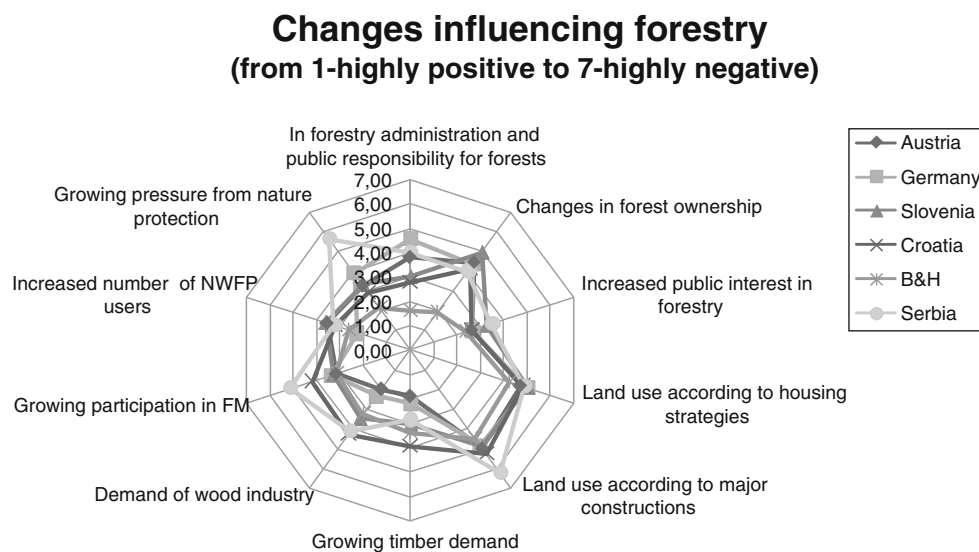 Changes influencing forestry
(from 1-highly positive to 7-highly negative)
In forestry administration and
public responsibility for forests
Growing pressure from nature
protection
Changes in forest ownership
Increased number of NWFP
users
Increased public interest in
forestry
Growing participation in FM
Land use according to housing
strategies
Demand of wood industry
Land use according to major
constructions
Growing timber demand
7,00
6,00
5,00
4,00
3,00
2,00
1,00
0,00
Austria
Germany
Slovenia
Croatia
B&H
Serbia